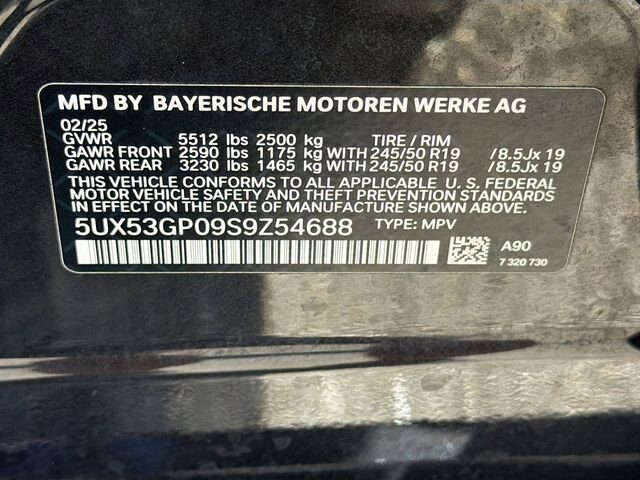 MFD BY BAYERISCHE MOTOREN WERKE AG
02/25
GVWR 5512 lbs 2500 kg TIRE / RIM
GAWR FRONT 2590 lbs 1175 kg WITH 245/50 R19 /8.5Jx 19
GAWR REAR 3230 lbs 1465 kg WITH 245/50 R19 /8.5Jx 19
THIS VEHICLE CONFORMS TO ALL APPLICABLE U. S. FEDERAL
MOTOR VEHICLE SAFETY AND THEFT PREVENTION STANDARDS
IN EFFECT ON THE DATE OF MANUFACTURE SHOWN ABOVE.
5UX53GP09S9Z54688 TYPE: MPV
A90
7 320 730